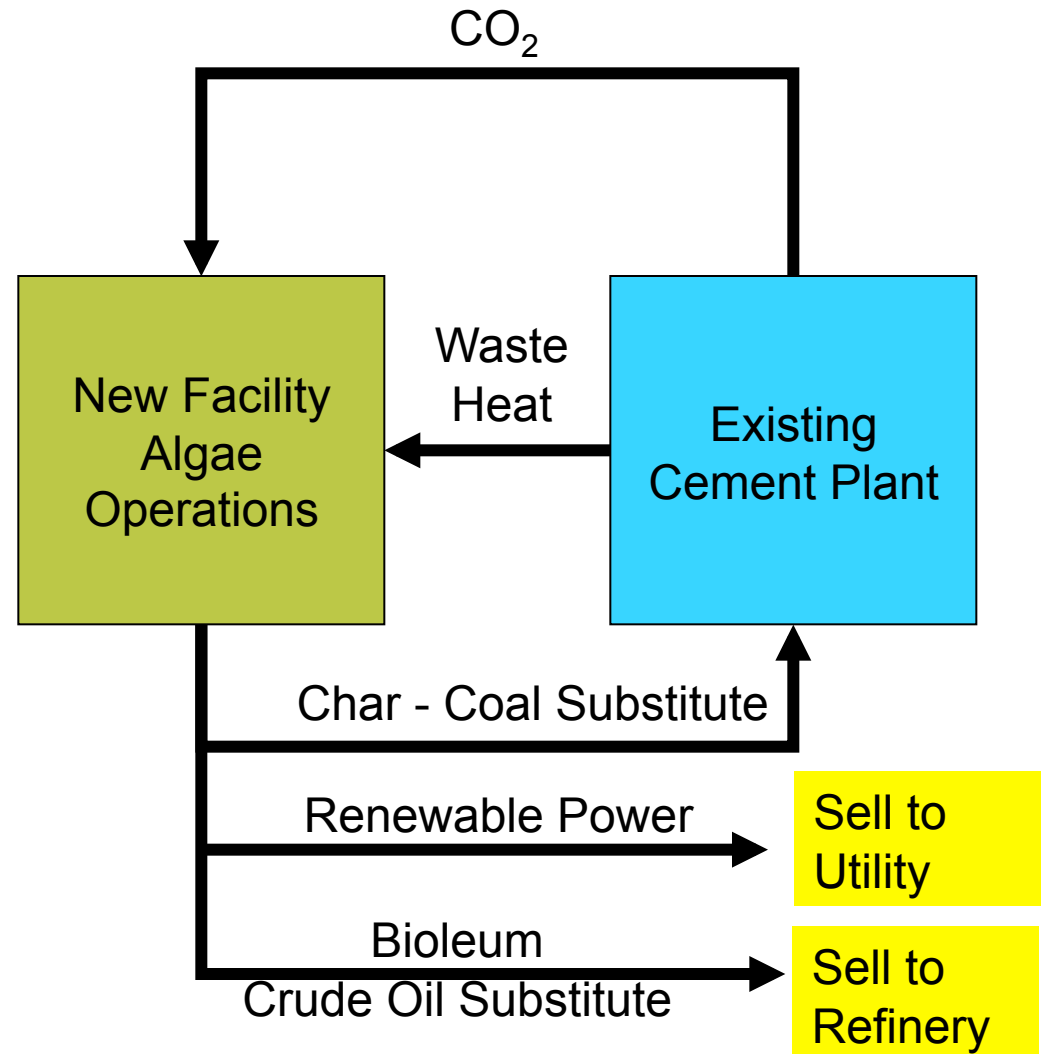 CO₂
Waste
Heat
New Facility
Algae
Operations
Existing
Cement Plant
Char - Coal Substitute
Renewable Power
Sell to
Utility
Bioleum
Crude Oil Substitute
Sell to
Refinery